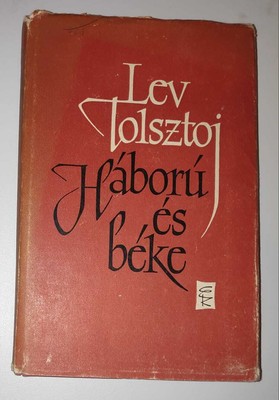 Lev
Tolsztoj
Háború
és
béke